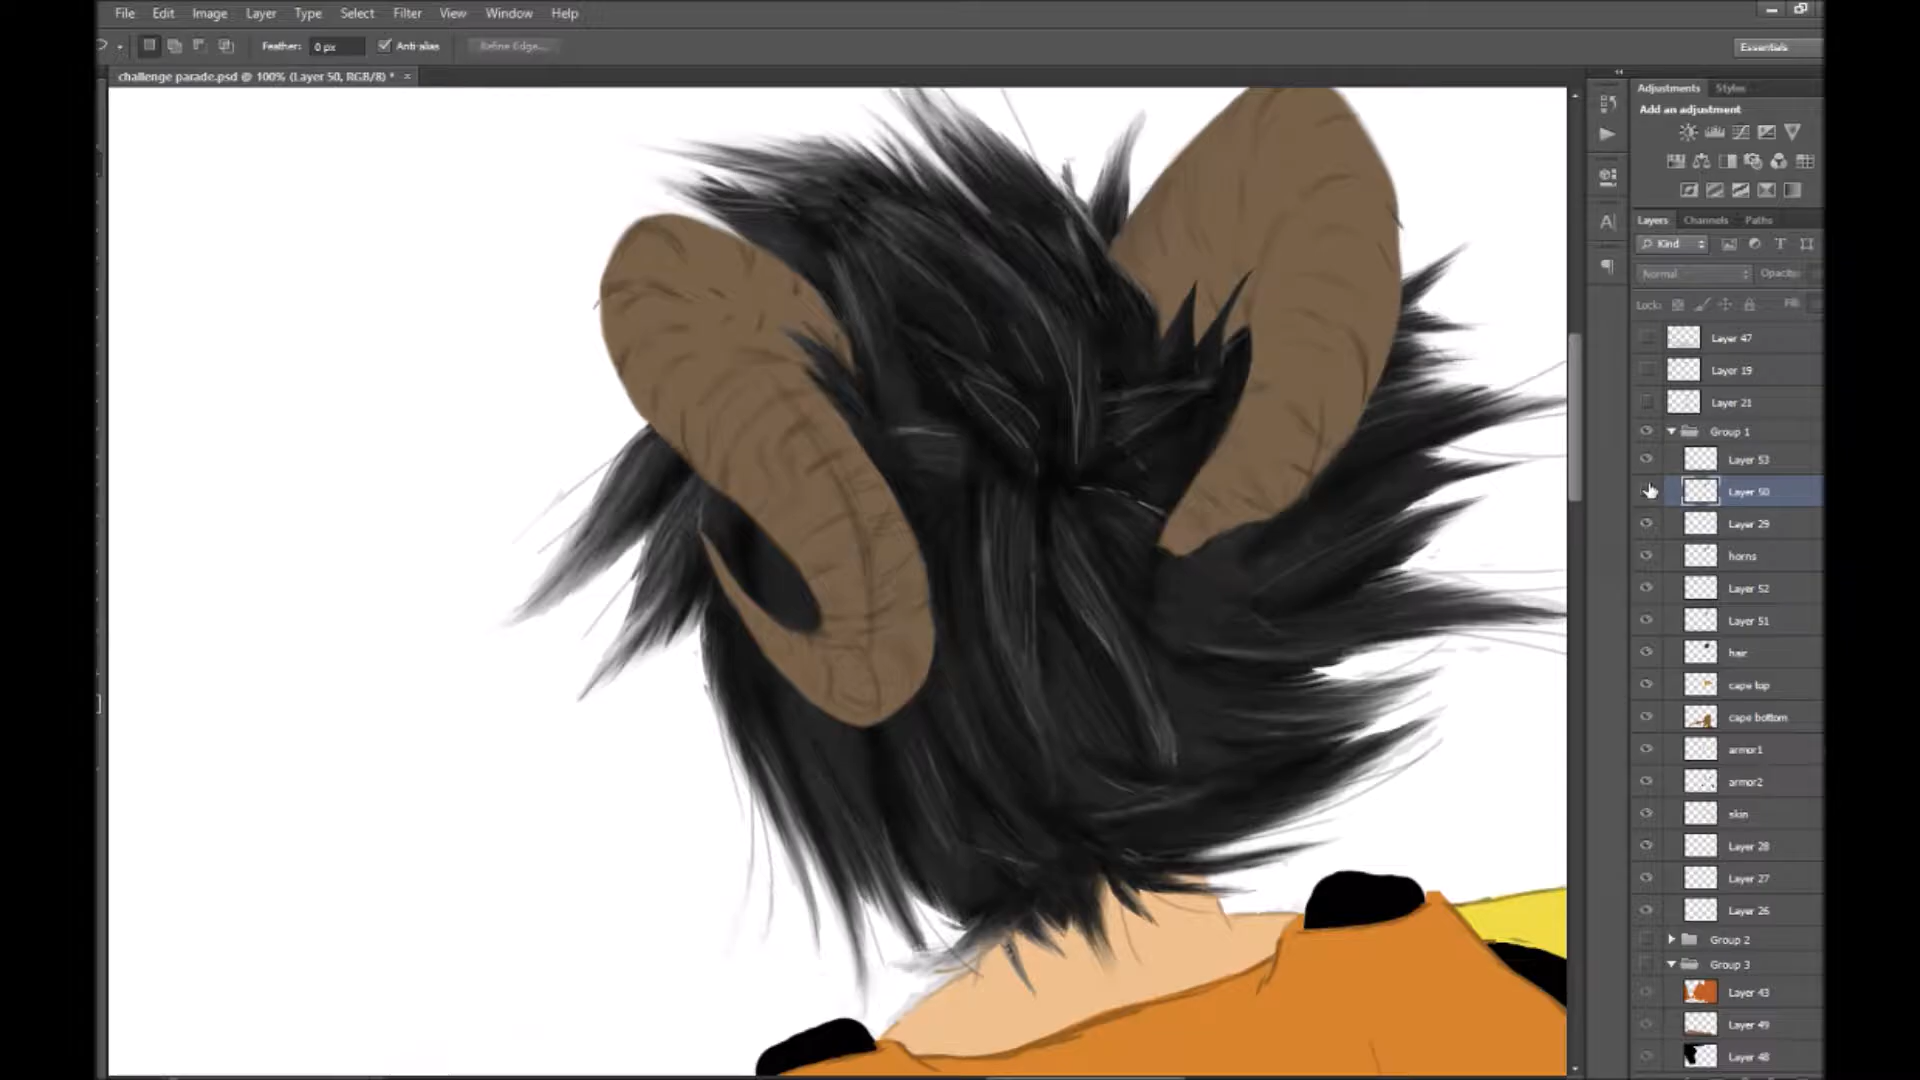 File Edit Image Layer Type Select Filter View Window Help
Feather: 0 px Anti-alias Refine Edge... Essentials
challenge parade.psd @ 100% (Layer 50, RGB/8) * ×
Adjustments Styles
Add an adjustment
Layers Channels Paths
Kind
Normal Opacity
Lock: Fill
Layer 47
Layer 19
Layer 21
Group 1
Layer 53
Layer 50
Layer 29
horns
Layer 52
Layer 51
hair
cape top
cape bottom
armor1
armor2
skin
Layer 28
Layer 27
Layer 26
Group 2
Group 3
Layer 43
Layer 49
Layer 48